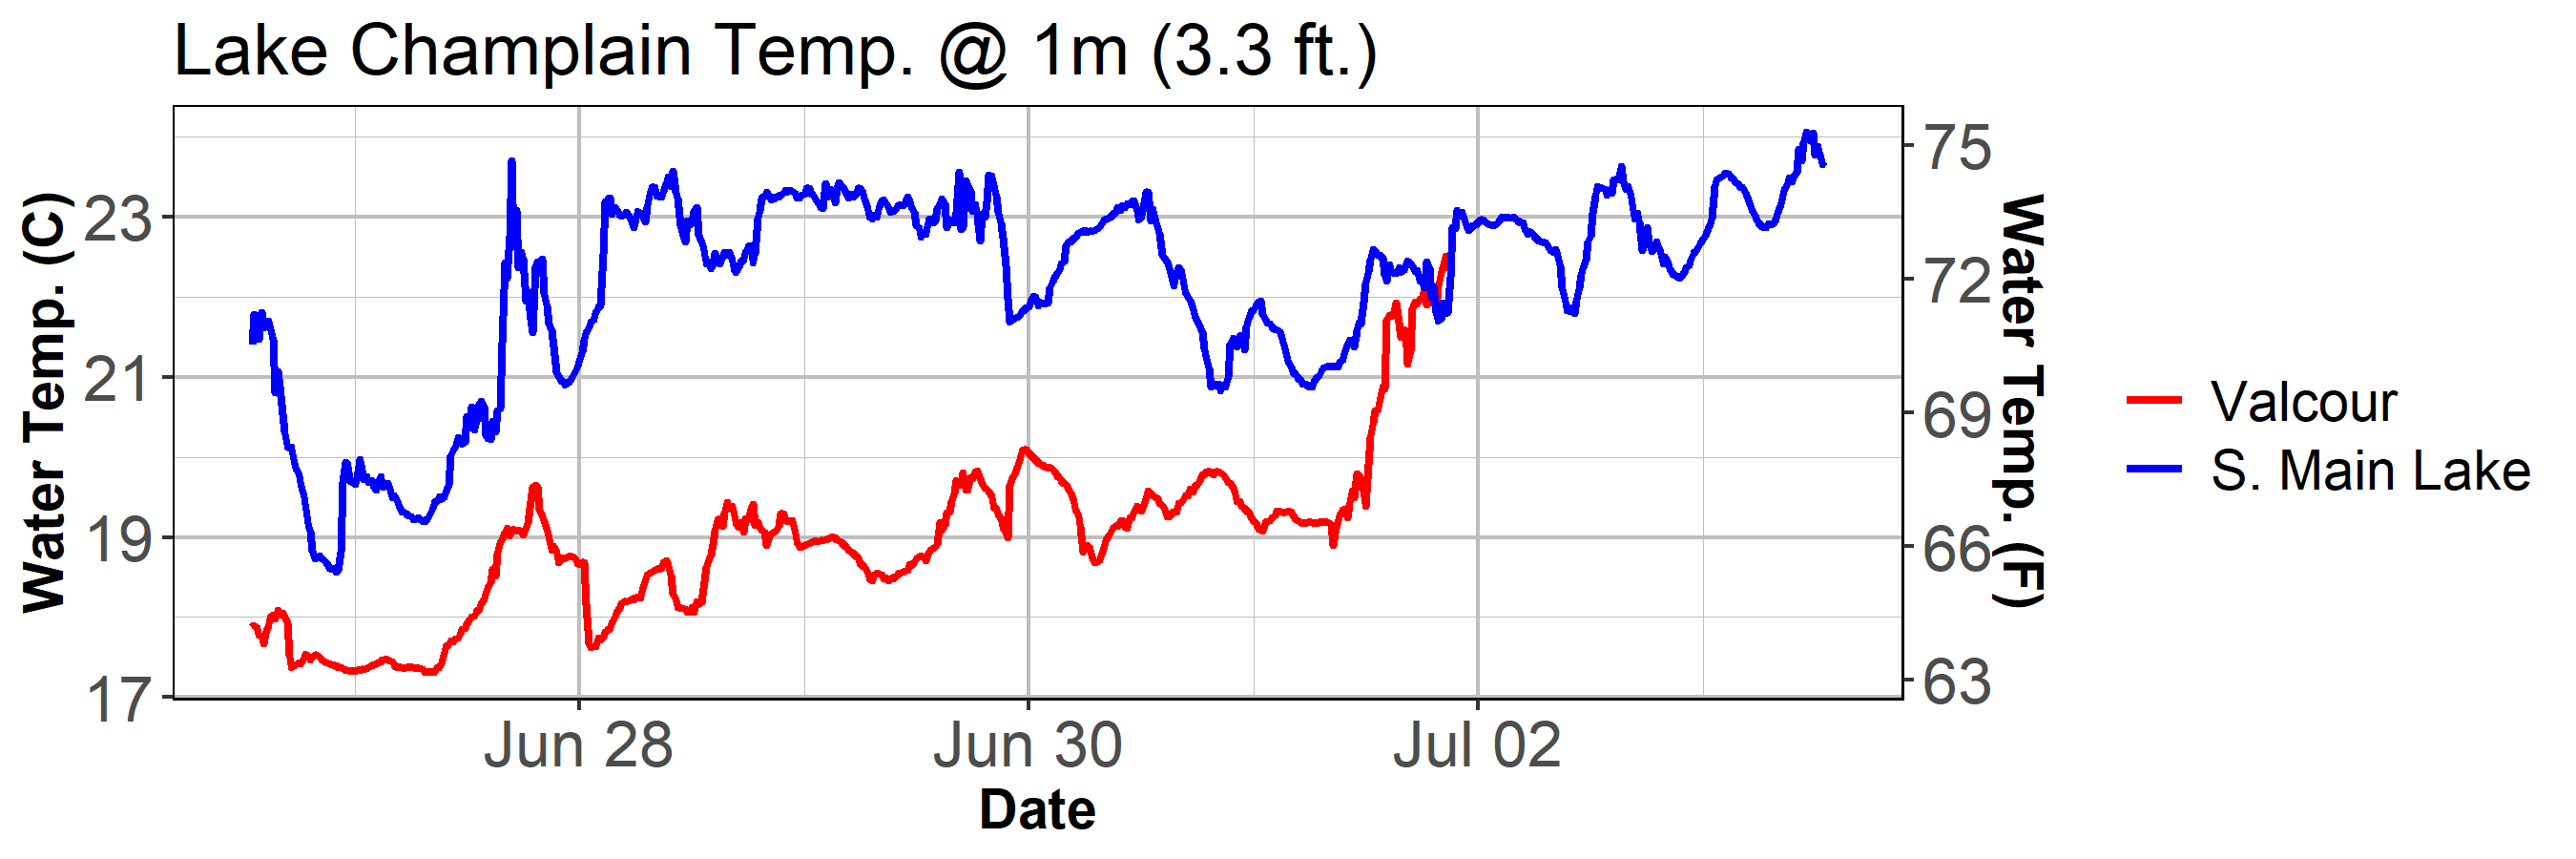 Lake Champlain Temp. @ 1m (3.3 ft.)
Water Temp. (C)
23
21
19
17
75
72
69
66
63
Water Temp. (F)
Jun 28
Jun 30
Jul 02
Date
Valcour
S. Main Lake